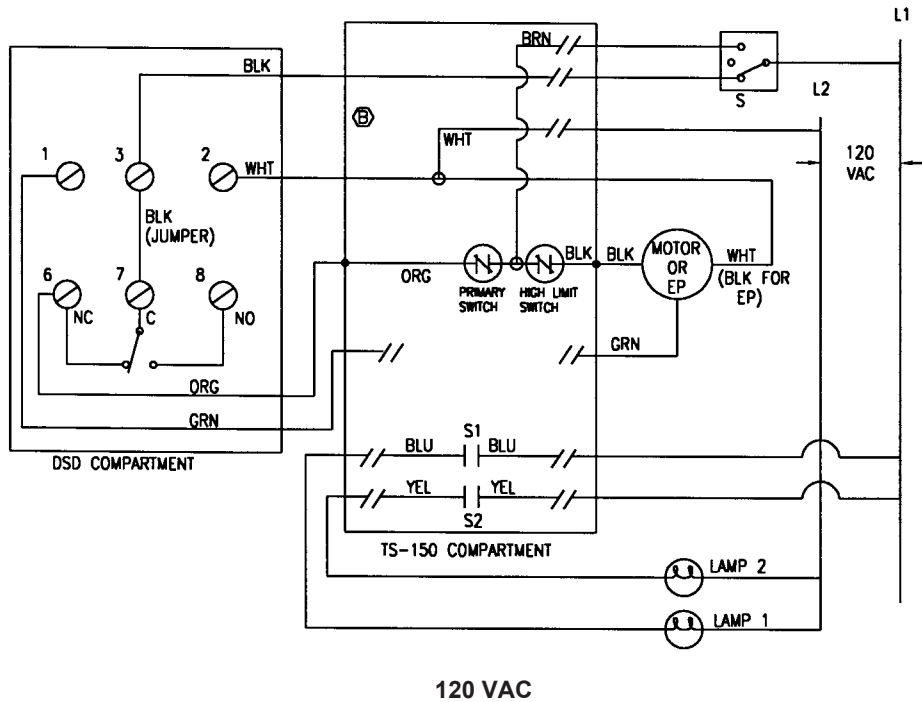 L1
BRN
BLK
S
L2
B
WHT
120
VAC
1
3
2
WHT
BLK
(JUMPER)
6
7
8
NC
C
NO
ORG
PRIMARY
SWITCH
HIGH LIMIT
SWITCH
BLK
BLK
MOTOR
OR
EP
WHT
(BLK FOR
EP)
GRN
ORG
GRN
DSD COMPARTMENT
BLU
S1
BLU
YEL
YEL
S2
TS-150 COMPARTMENT
LAMP 2
LAMP 1
120 VAC